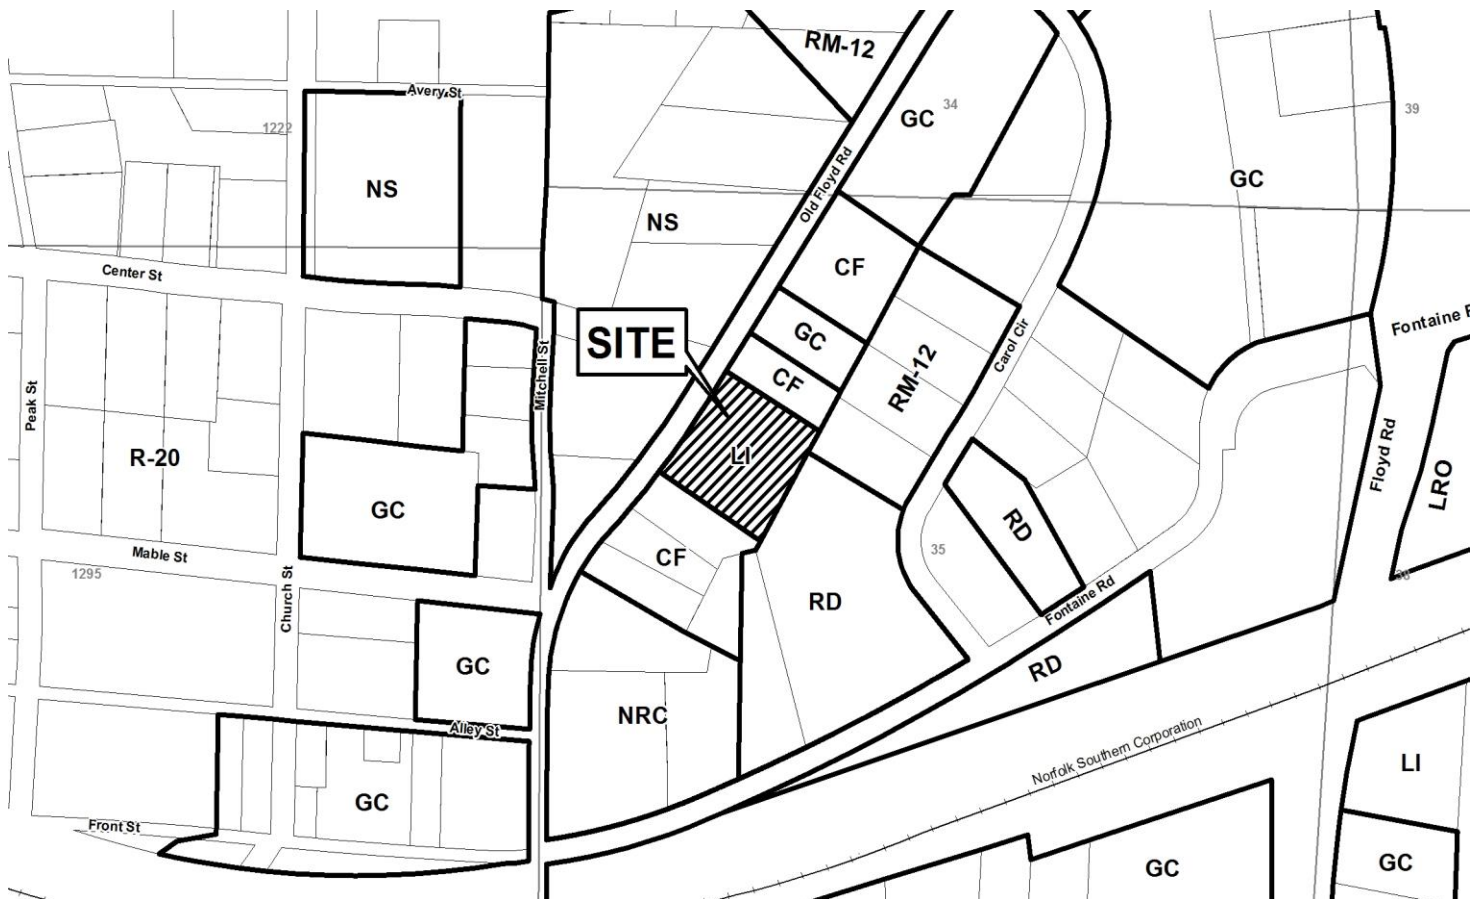 RM-12
Avery St
34
GC
39
1222
Old Floyd Rd
NS
GC
NS
Center St
CF
SITE
GC
Carol Cir
Mitchell St
CF
RM-12
Peak St
R-20
LI
Floyd Rd
LRO
GC
RD
Mable St
1295
CF
35
Church St
RD
Fontaine Rd
GC
RD
NRC
Alley St
Norfolk Southern Corporation
LI
GC
Front St
GC
GC